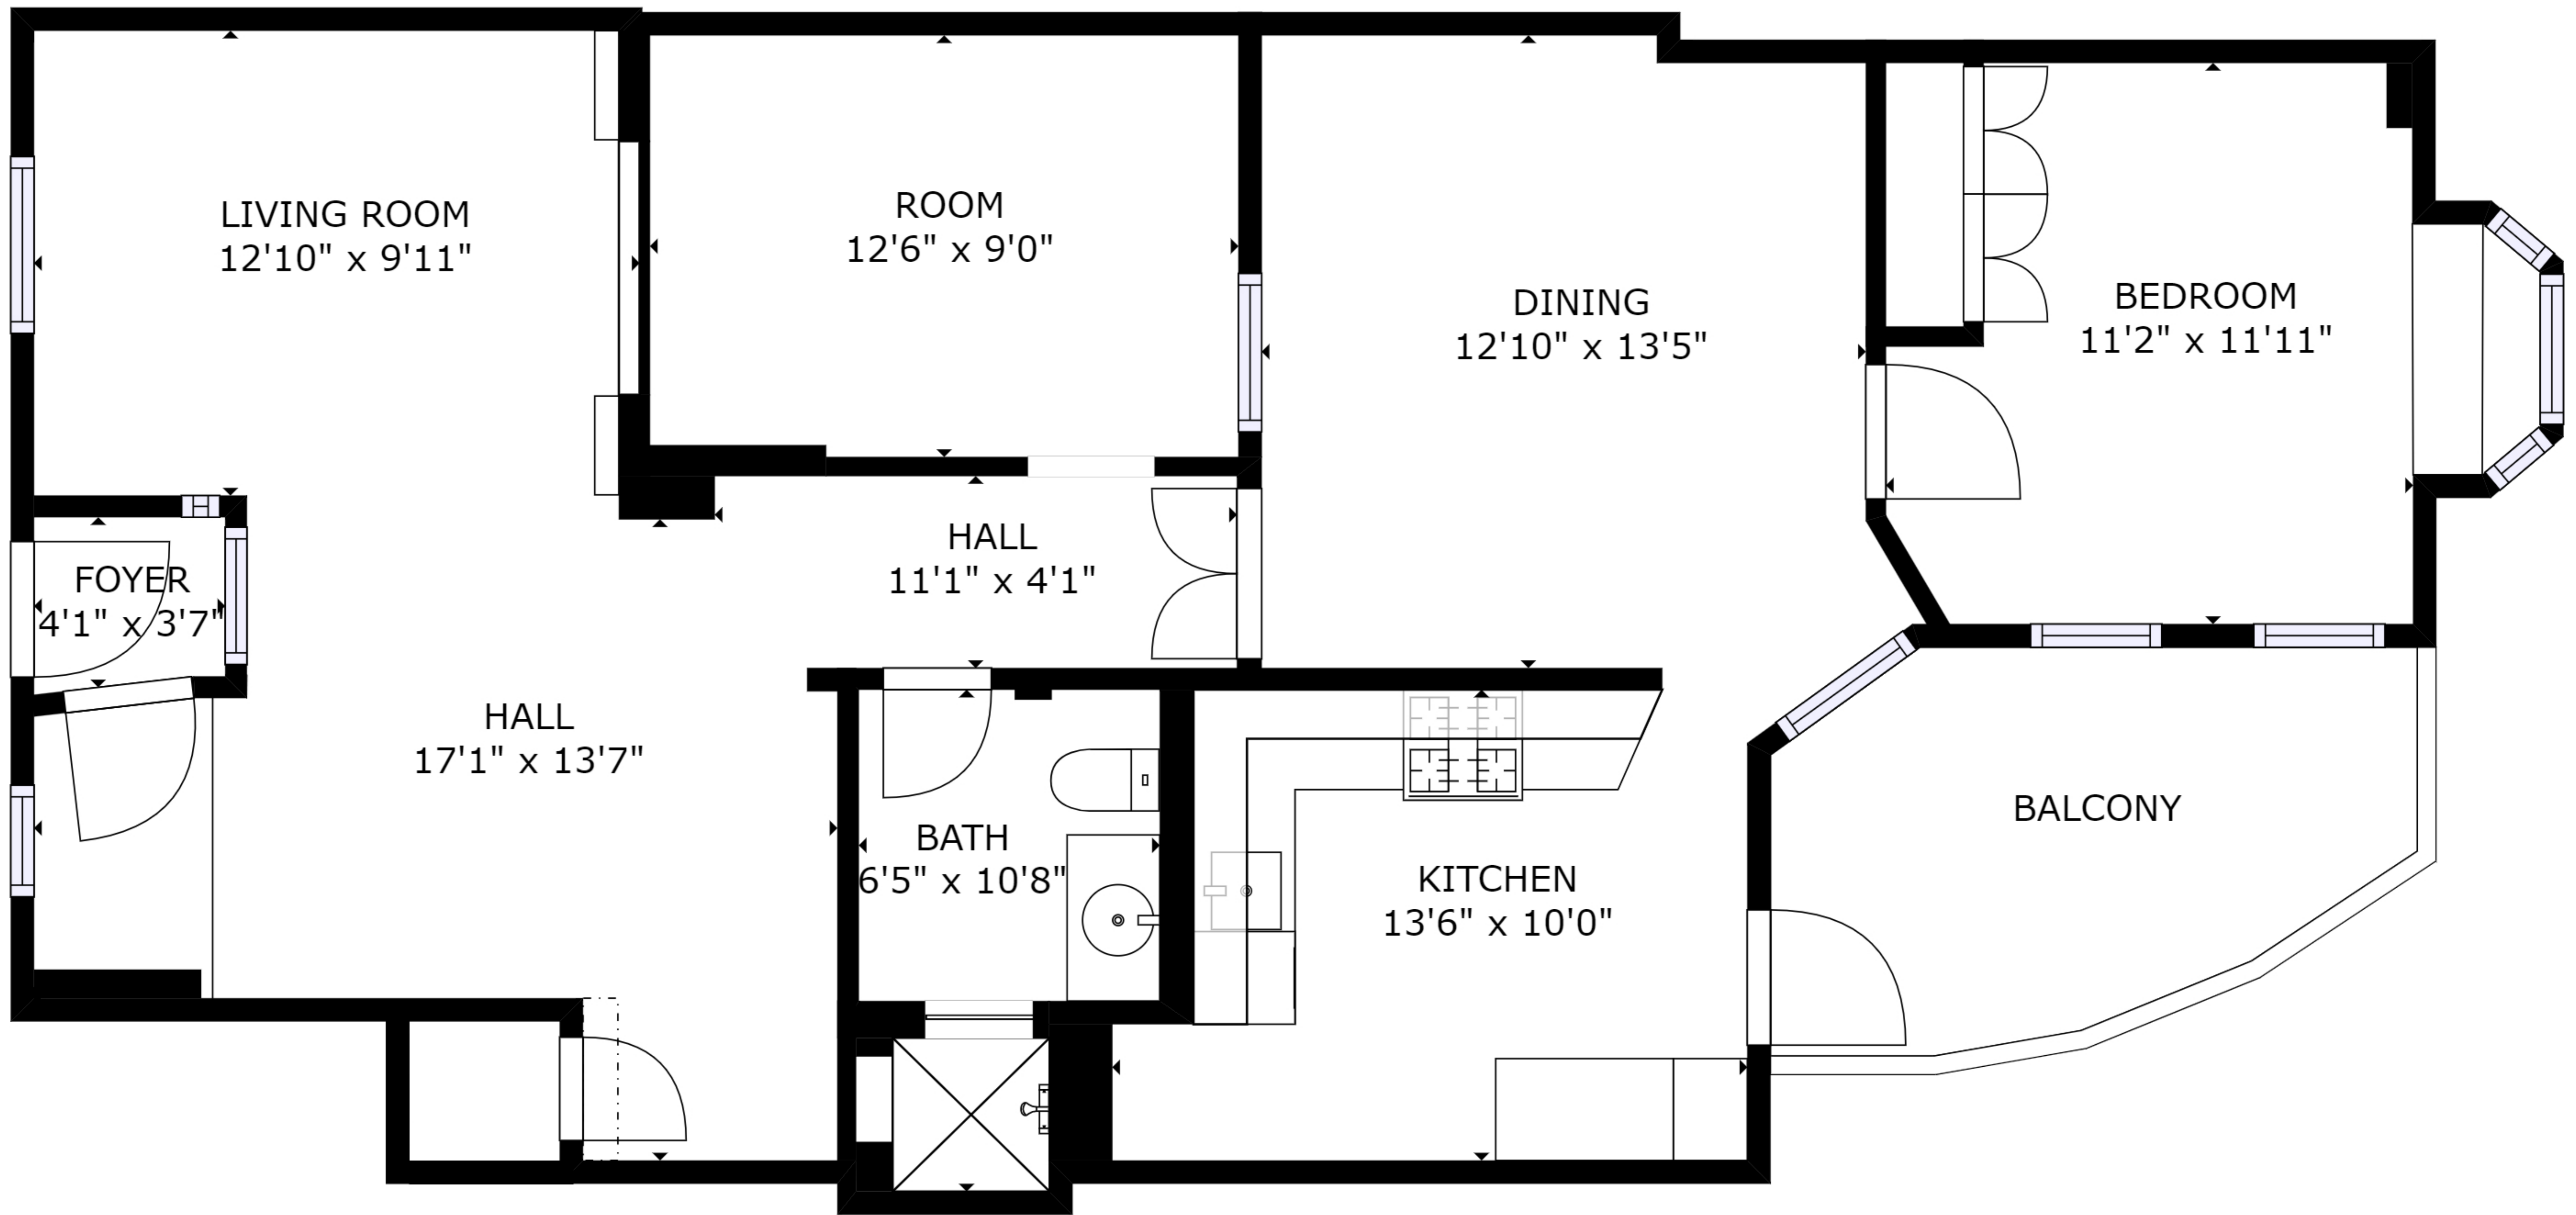 LIVING ROOM
12'10" x 9'11"
ROOM
12'6" x 9'0"
DINING
12'10" x 13'5"
BEDROOM
11'2" x 11'11"
HALL
11'1" x 4'1"
FOYER
4'1" x 3'7"
HALL
17'1" x 13'7"
BATH
6'5" x 10'8"
KITCHEN
13'6" x 10'0"
BALCONY